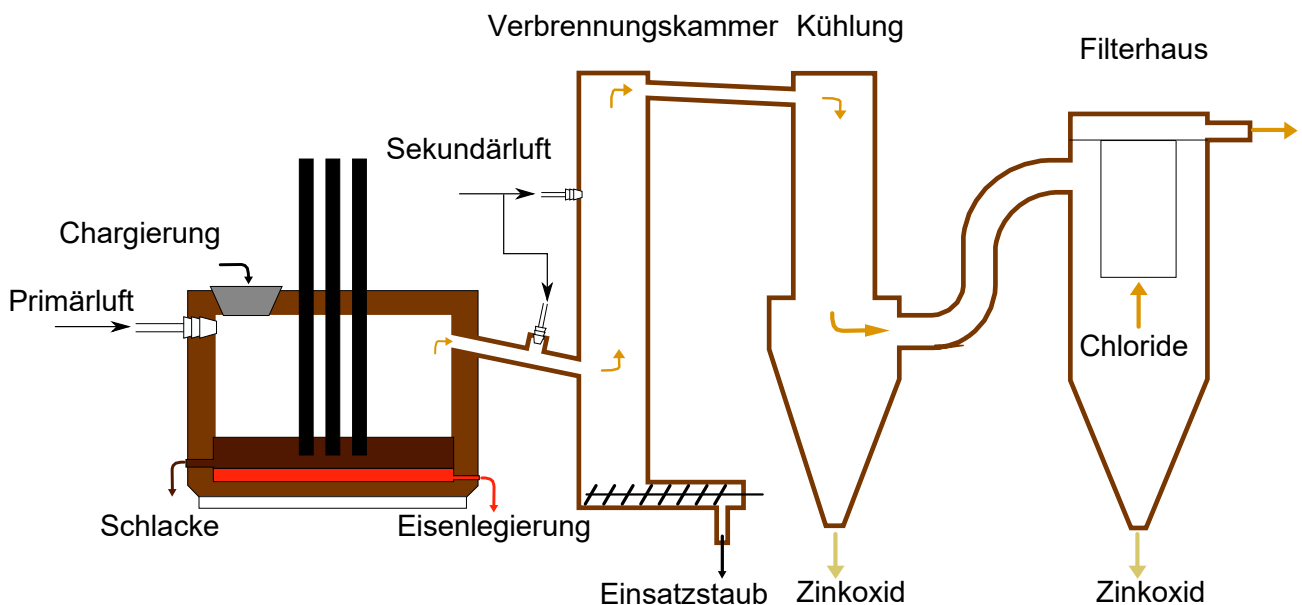 Verbrennungskammer
Kühlung
Filterhaus
Sekundärluft
Chargierung
Primärluft
Chloride
Schlacke
Eisenlegierung
Einsatzstaub
Zinkoxid
Zinkoxid